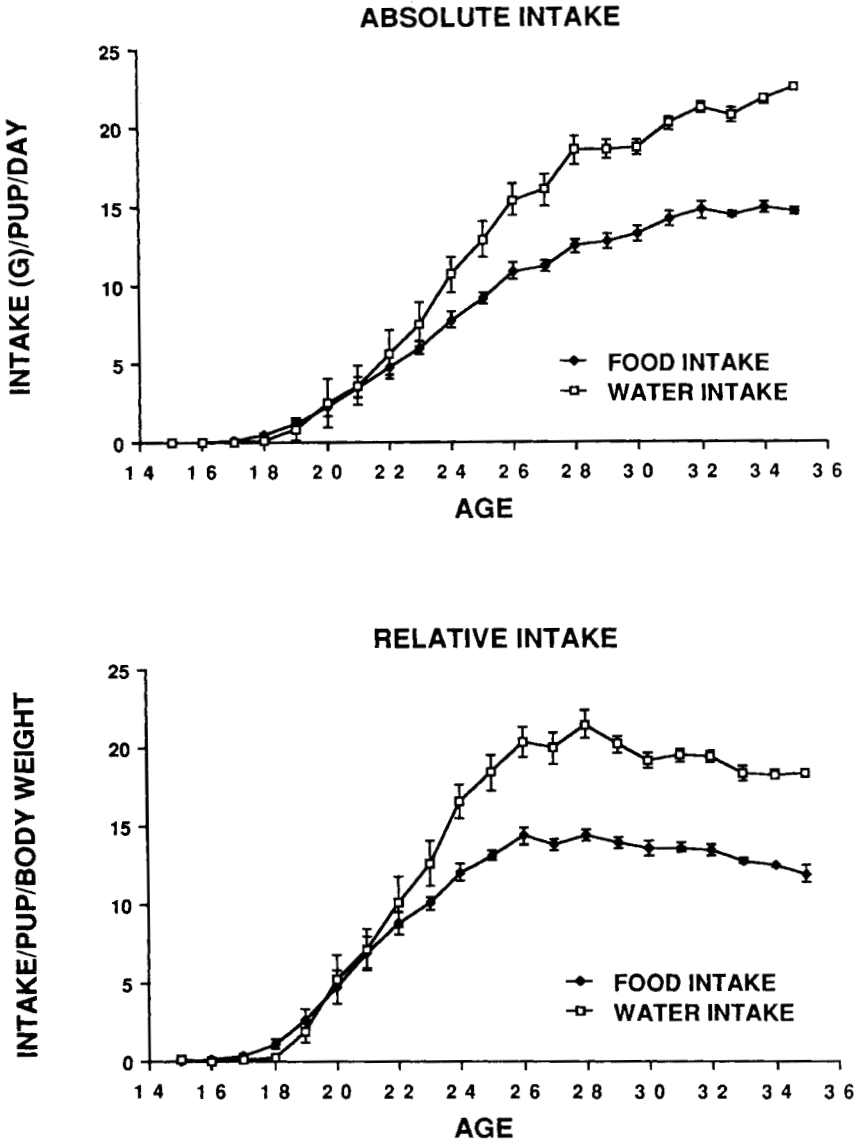 ABSOLUTE INTAKE
INTAKE (G)/PUP/DAY
25
20
15
10
5
0
14 16 18 20 22 24 26 28 30 32 34 36
FOOD INTAKE
WATER INTAKE
AGE
RELATIVE INTAKE
INTAKE/PUP/BODY WEIGHT
25
20
15
10
5
0
14 16 18 20 22 24 26 28 30 32 34 36
FOOD INTAKE
WATER INTAKE
AGE